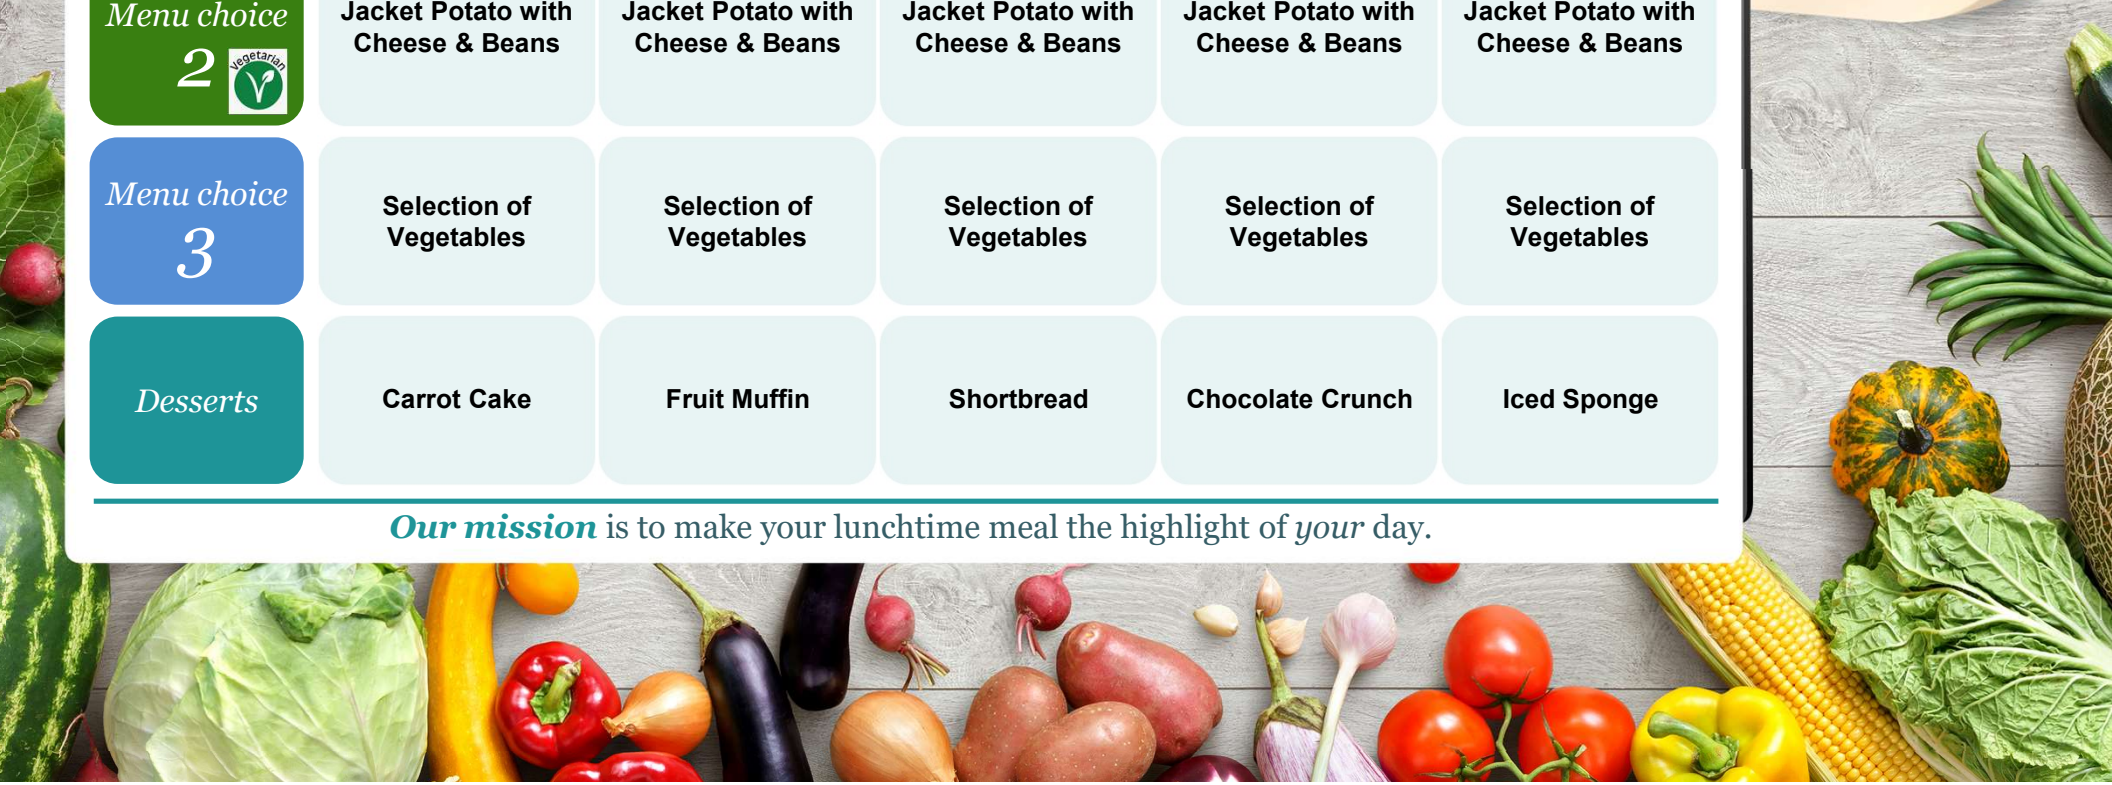 Menu choice
2
Vegetarian
Jacket Potato with
Cheese & Beans
Jacket Potato with
Cheese & Beans
Jacket Potato with
Cheese & Beans
Jacket Potato with
Cheese & Beans
Jacket Potato with
Cheese & Beans
Menu choice
3
Selection of
Vegetables
Selection of
Vegetables
Selection of
Vegetables
Selection of
Vegetables
Selection of
Vegetables
Desserts
Carrot Cake
Fruit Muffin
Shortbread
Chocolate Crunch
Iced Sponge
Our mission is to make your lunchtime meal the highlight of your day.